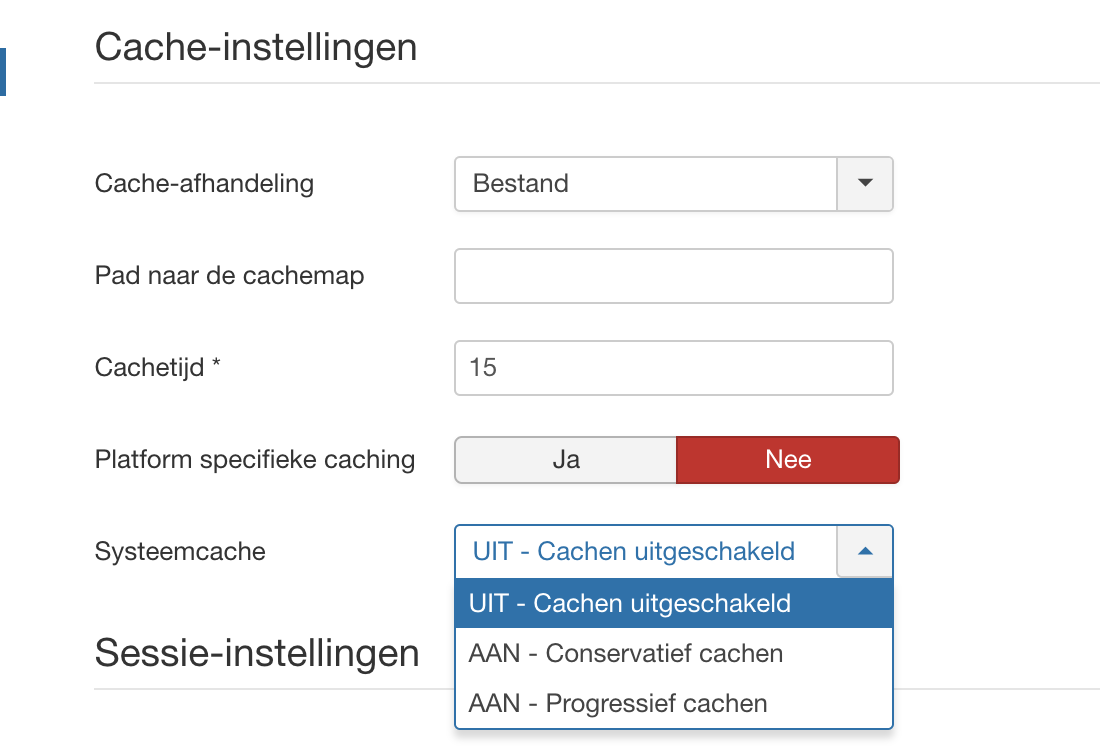 Cache-instellingen
Cache-afhandeling Bestand
Pad naar de cachemap
Cachetijd * 15
Platform specifieke caching Ja Nee
Systeemcache UIT - Cachen uitgeschakeld
UIT - Cachen uitgeschakeld
AAN - Conservatief cachen
Sessie-instellingen
AAN - Progressief cachen